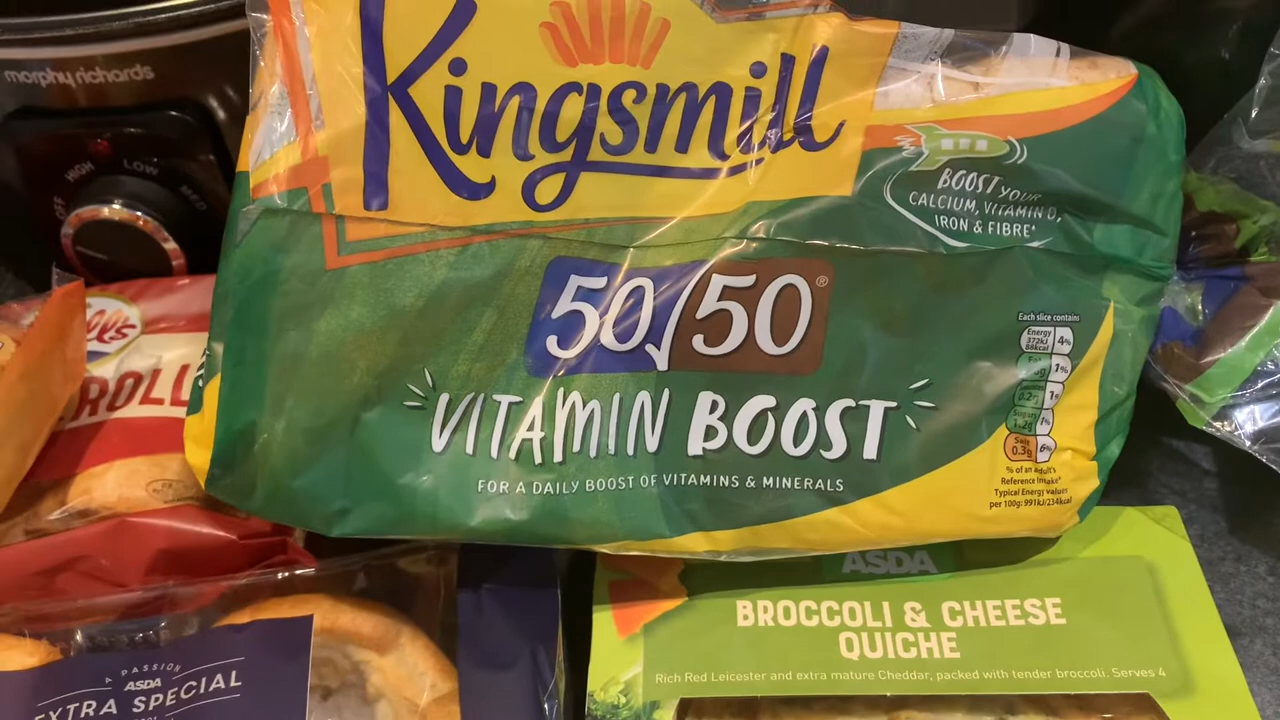 morphy richards
OFF
HIGH
LOW
MED
Kingsmill
BOOST YOUR
CALCIUM, VITAMIN D,
IRON & FIBRE*
50/50®
VITAMIN BOOST
FOR A DAILY BOOST OF VITAMINS & MINERALS
Each slice contains
Energy
372kJ
88kcal
4%
1%
0.2g
Sugars
1.2g
1%
Salt
0.3g
6%
% of an adult's
Reference Intake*
Typical Energy values
per 100g: 991kJ/234kcal
ROLL
A PASSION
ASDA
EXTRA SPECIAL
ASDA
BROCCOLI & CHEESE
QUICHE
Rich Red Leicester and extra mature Cheddar, packed with tender broccoli. Serves 4